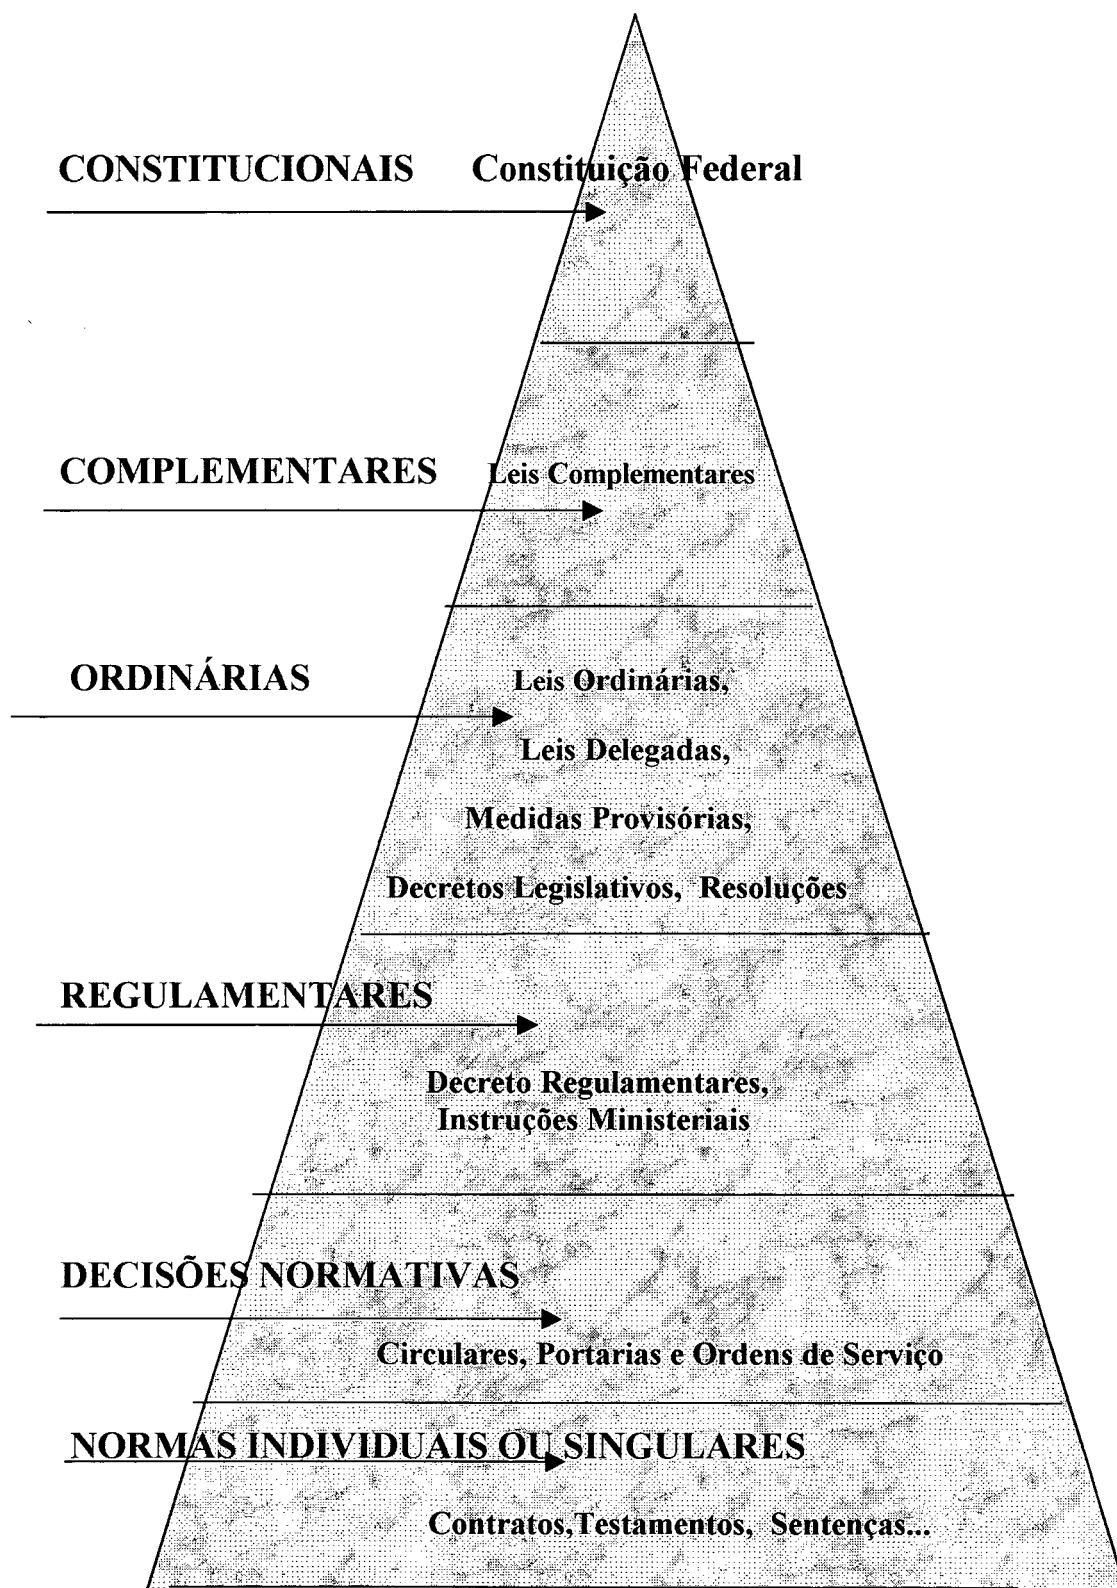 CONSTITUCIONAIS Constituição Federal
COMPLEMENTARES Leis Complementares
ORDINÁRIAS Leis Ordinárias,
Leis Delegadas,
Medidas Provisórias,
Decretos Legislativos, Resoluções
REGULAMENTARES
Decreto Regulamentares,
Instruções Ministeriais
DECISÕES NORMATIVAS
Circulares, Portarias e Ordens de Serviço
NORMAS INDIVIDUAIS OU SINGULARES
Contratos,Testamentos, Sentenças...